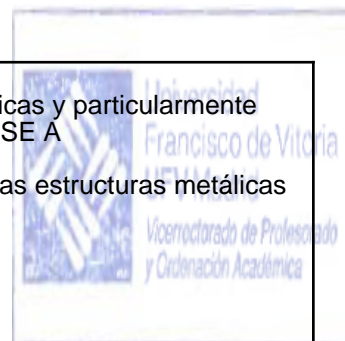 icas y particularmente
SE A
as estructuras metálicas
Universidad
Francisco de Vitoria
UFV Madrid
Vicerrectorado de Profesorado
y Ordenación Académica